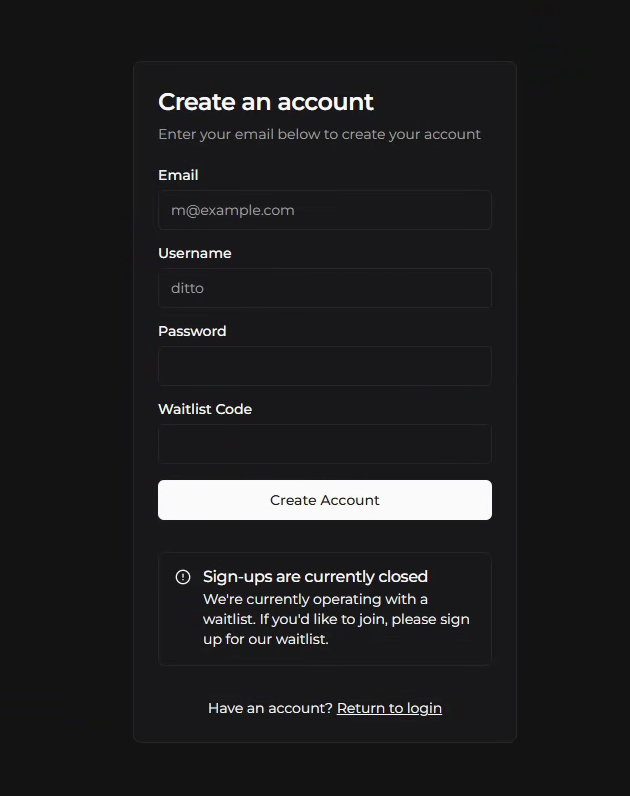 Create an account
Enter your email below to create your account
Email
m@example.com
Username
ditto
Password
Waitlist Code
Create Account
Sign-ups are currently closed
We're currently operating with a
waitlist. If you'd like to join, please sign
up for our waitlist.
Have an account? Return to login